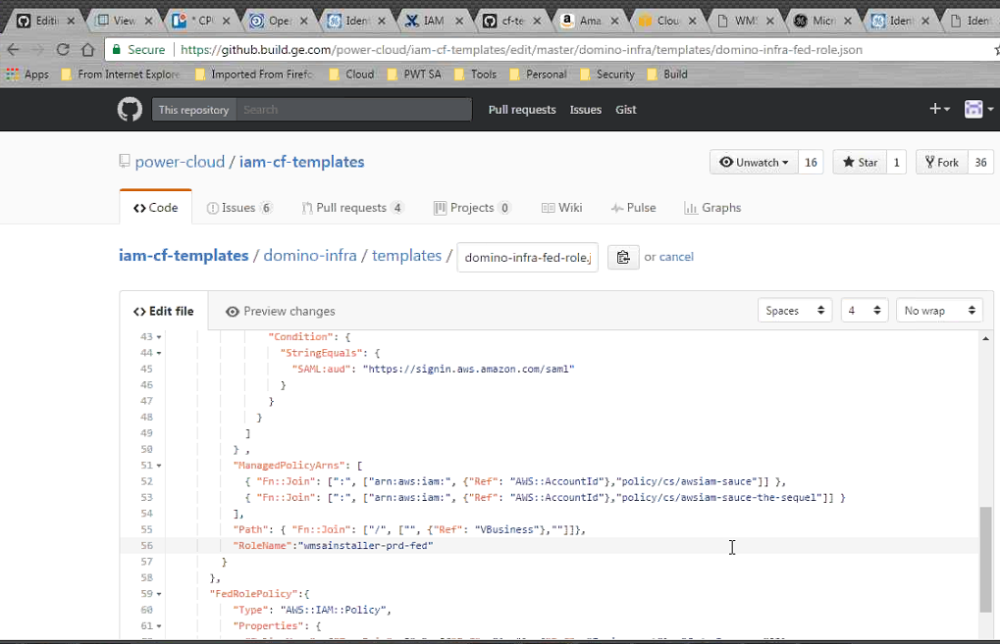 Editi
View
* CP
Ope
Ident
IAM
cf-te
Ama
Clou
WMS
Micr
Ident
Ident
Secure
https://github.build.ge.com/power-cloud/iam-cf-templates/edit/master/domino-infra/templates/domino-infra-fed-role.json
Apps From Internet Explore Imported From Firefo Cloud PWT SA Tools Personal Security Build
This repository Search Pull requests Issues Gist
power-cloud / iam-cf-templates Unwatch 16 Star 1 Fork 36
<> Code Issues 6 Pull requests 4 Projects 0 Wiki Pulse Graphs
iam-cf-templates / domino-infra / templates / domino-infra-fed-role.j or cancel
<> Edit file Preview changes Spaces 4 No wrap
43 "Condition": {
44 "StringEquals": {
45 "SAML:aud": "https://signin.aws.amazon.com/saml"
46 }
47 }
48 }
49 ]
50 } ,
51 "ManagedPolicyArns": [
52 { "Fn::Join": [":", ["arn:aws:iam:", {"Ref": "AWS::AccountId"},"policy/cs/awsiam-sauce"]] },
53 { "Fn::Join": [":", ["arn:aws:iam:", {"Ref": "AWS::AccountId"},"policy/cs/awsiam-sauce-the-sequel"]] }
54 ],
55 "Path": { "Fn::Join": ["/", ["", {"Ref": "VBusiness"},""]]},
56 "RoleName":"wmsainstaller-prd-fed"
57 }
58 },
59 "FedRolePolicy":{
60 "Type": "AWS::IAM::Policy",
61 "Properties": {